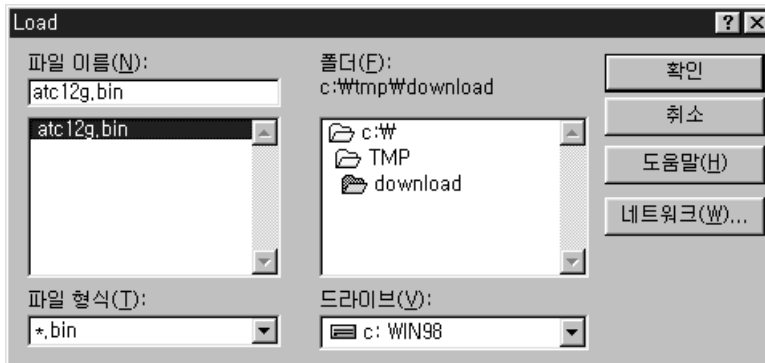 Load
파일 이름(N):
atc12g.bin
atc12g.bin
파일 형식(T):
*.bin
폴더(F):
c:₩tmp₩download
c:₩
TMP
download
드라이브(V):
c: WIN98
확인
취소
도움말(H)
네트워크(W)...